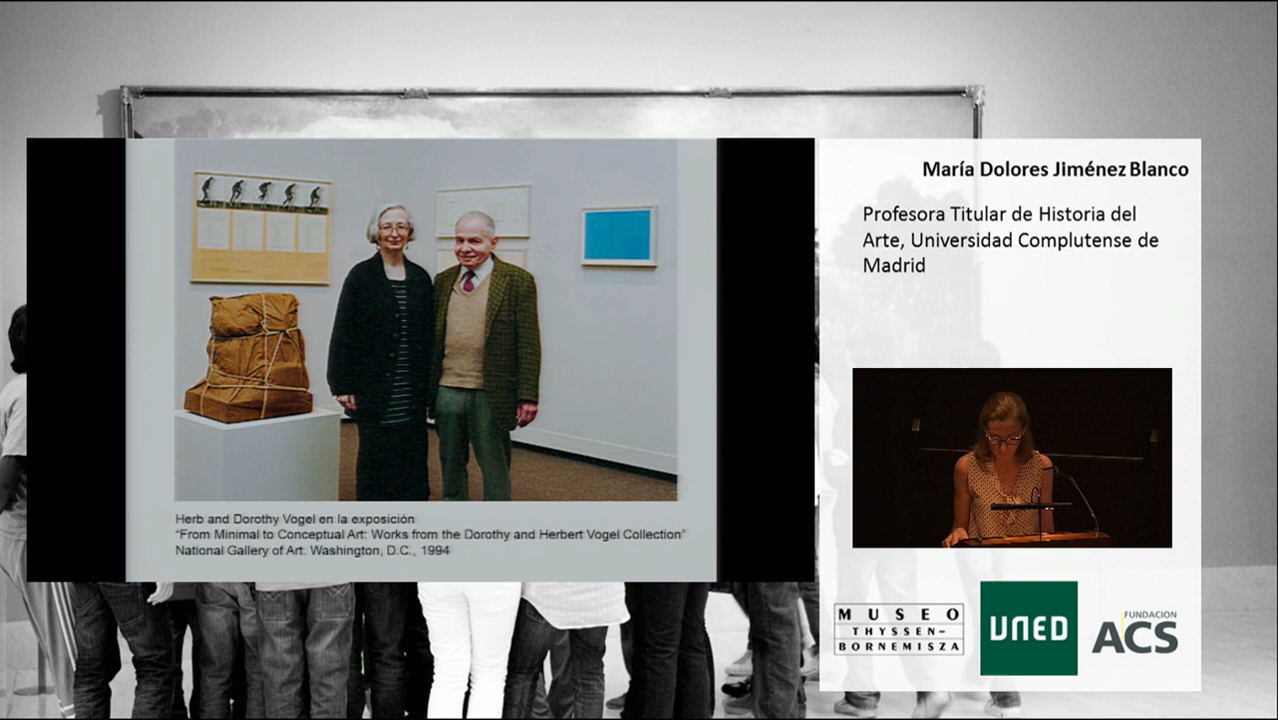 María Dolores Jiménez Blanco
Profesora Titular de Historia del
Arte, Universidad Complutense de
Madrid
Herb and Dorothy Vogel en la exposición
“From Minimal to Conceptual Art: Works from the Dorothy and Herbert Vogel Collection”
National Gallery of Art. Washington, D.C., 1994
MUSEO
THYSSEN-
BORNEMISZA
UNED
FUNDACION
ACS